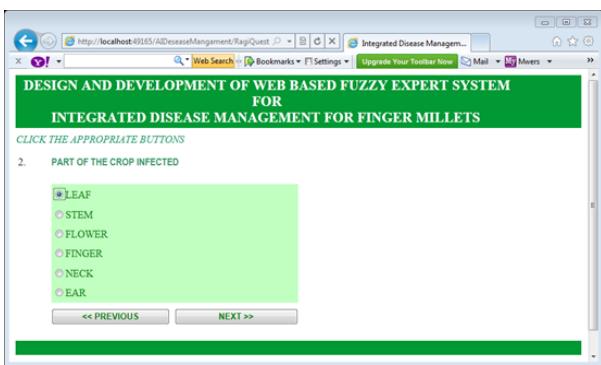 http://localhost:49165/AIDeseaseMangament/RagiQuest
Integrated Disease Managem...
Y!
Web Search
Bookmarks
Settings
Upgrade Your Toolbar Now
Mail
My
Mwers
DESIGN AND DEVELOPMENT OF WEB BASED FUZZY EXPERT SYSTEM
FOR
INTEGRATED DISEASE MANAGEMENT FOR FINGER MILLETS
CLICK THE APPROPRIATE BUTTONS
2. PART OF THE CROP INFECTED
LEAF
STEM
FLOWER
FINGER
NECK
EAR
<< PREVIOUS
NEXT >>